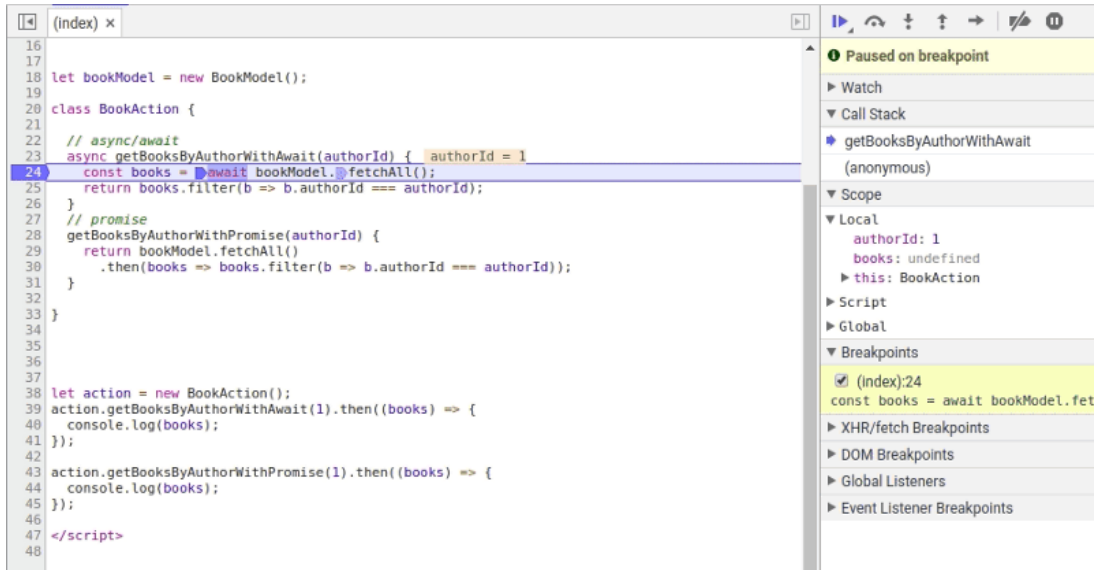 (index) ×
16
17
18 let bookModel = new BookModel();
19
20 class BookAction {
21
22 // async/await
23 async getBooksByAuthorWithAwait(authorId) { authorId = 1
24 const books = await bookModel.fetchAll();
25 return books.filter(b => b.authorId === authorId);
26 }
27 // promise
28 getBooksByAuthorWithPromise(authorId) {
29 return bookModel.fetchAll()
30 .then(books => books.filter(b => b.authorId === authorId));
31 }
32
33 }
34
35
36
37
38 let action = new BookAction();
39 action.getBooksByAuthorWithAwait(1).then((books) => {
40 console.log(books);
41 });
42
43 action.getBooksByAuthorWithPromise(1).then((books) => {
44 console.log(books);
45 });
46
47 </script>
48
Paused on breakpoint
Watch
Call Stack
getBooksByAuthorWithAwait
(anonymous)
Scope
Local
authorId: 1
books: undefined
this: BookAction
Script
Global
Breakpoints
(index):24
const books = await bookModel.fet
XHR/fetch Breakpoints
DOM Breakpoints
Global Listeners
Event Listener Breakpoints